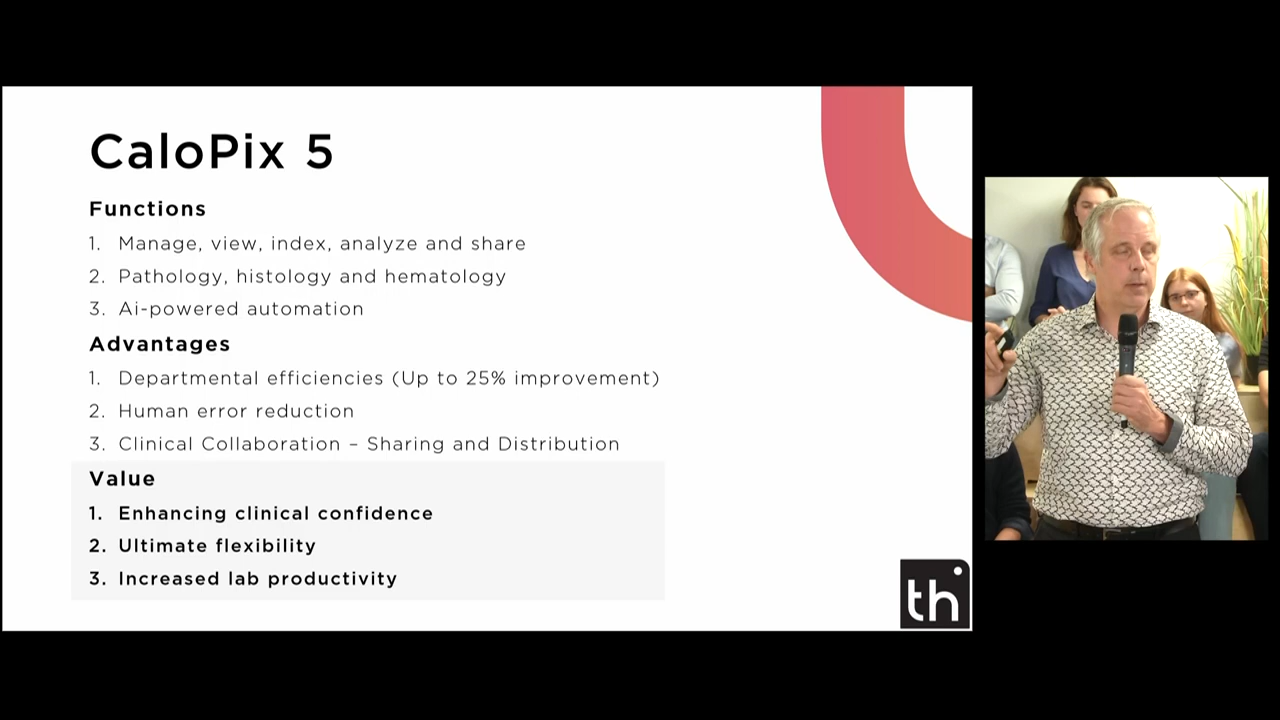 CaloPix 5
Functions
1. Manage, view, index, analyze and share
2. Pathology, histology and hematology
3. Ai-powered automation
Advantages
1. Departmental efficiencies (Up to 25% improvement)
2. Human error reduction
3. Clinical Collaboration – Sharing and Distribution
Value
1. Enhancing clinical confidence
2. Ultimate flexibility
3. Increased lab productivity
th